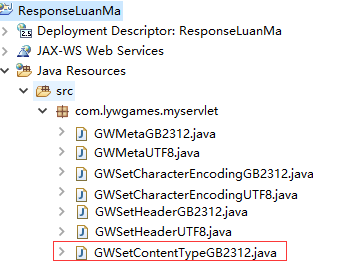 ResponseLuanMa
Deployment Descriptor: ResponseLuanMa
JAX-WS Web Services
Java Resources
src
com.lywgames.myservlet
GWMetaGB2312.java
GWMetaUTF8.java
GWSetCharacterEncodingGB2312.java
GWSetCharacterEncodingUTF8.java
GWSetHeaderGB2312.java
GWSetHeaderUTF8.java
GWSetContentTypeGB2312.java